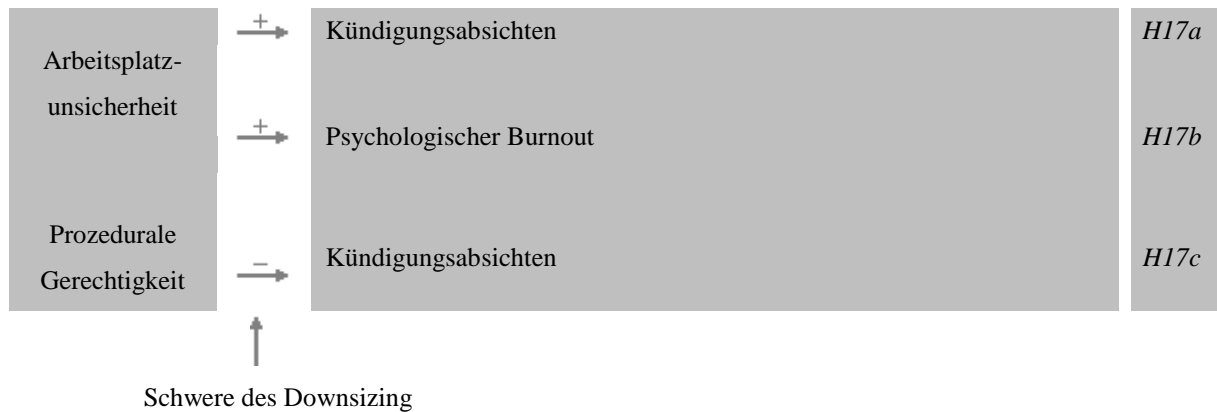 + Kündigungsabsichten H17a
Arbeitsplatz-
unsicherheit
+ Psychologischer Burnout H17b
Prozedurale
Gerechtigkeit
− Kündigungsabsichten H17c
Schwere des Downsizing